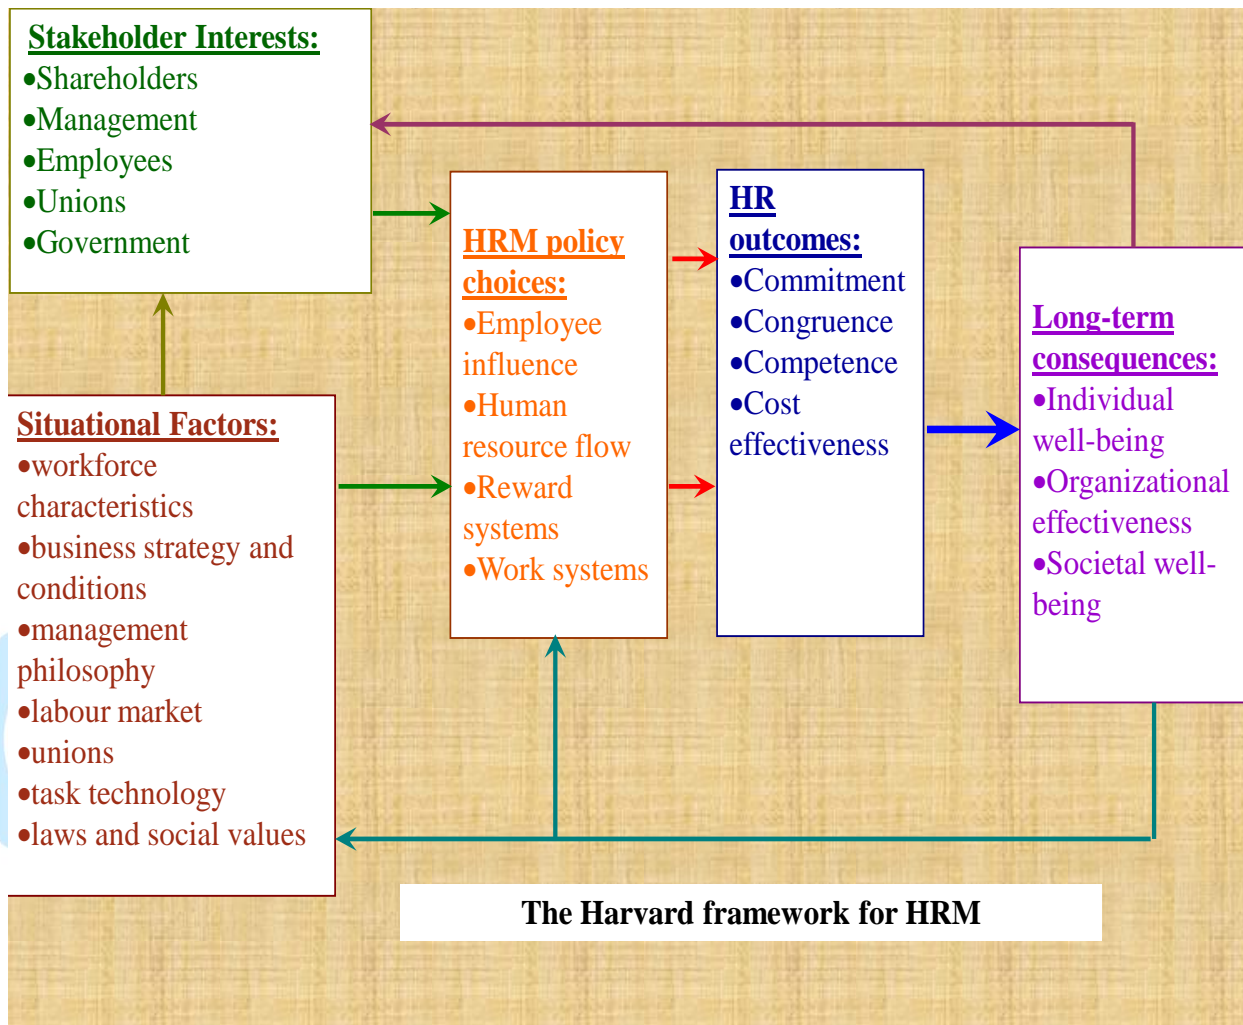 Stakeholder Interests:
•Shareholders
•Management
•Employees
•Unions
•Government
Situational Factors:
•workforce
characteristics
•business strategy and
conditions
•management
philosophy
•labour market
•unions
•task technology
•laws and social values
HRM policy
choices:
•Employee
influence
•Human
resource flow
•Reward
systems
•Work systems
HR
outcomes:
•Commitment
•Congruence
•Competence
•Cost
effectiveness
Long-term
consequences:
•Individual
well-being
•Organizational
effectiveness
•Societal well-
being
The Harvard framework for HRM